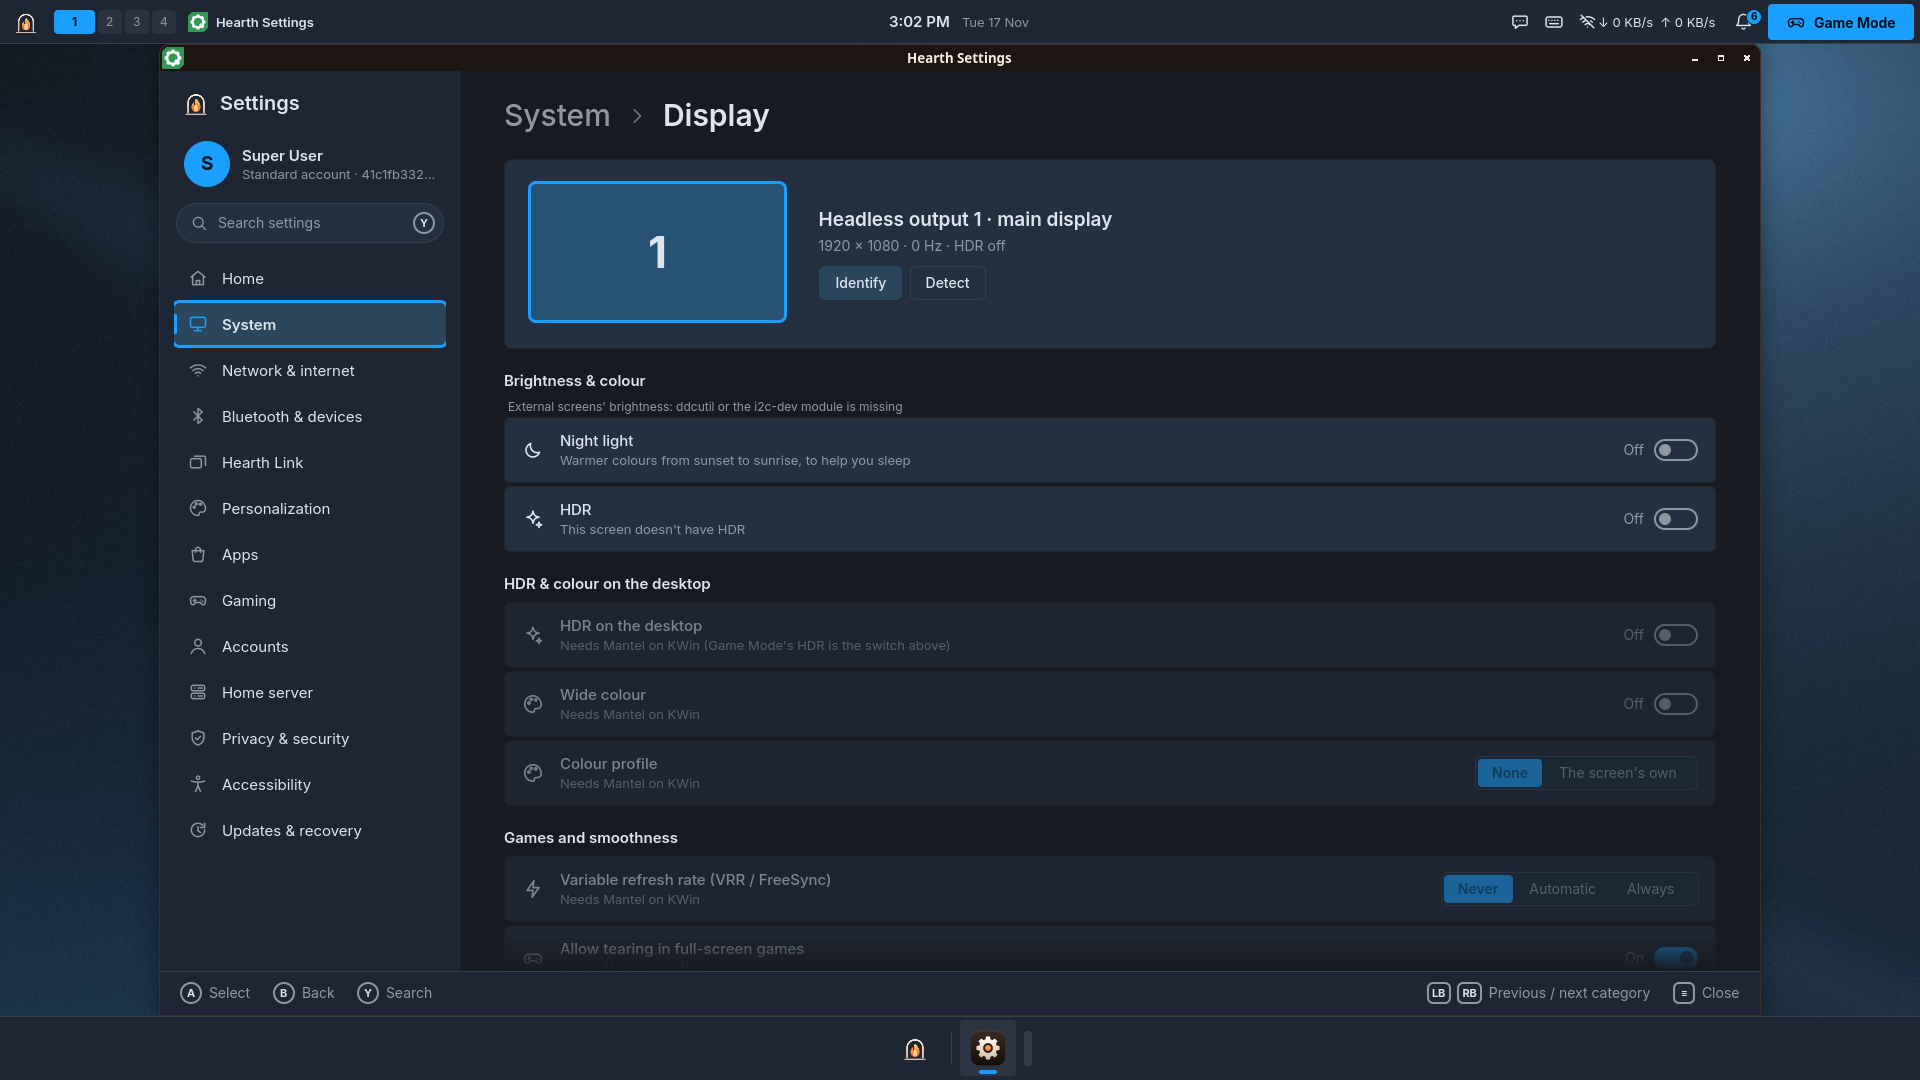 1 2 3 4 Hearth Settings
3:02 PM Tue 17 Nov
↓ 0 KB/s ↑ 0 KB/s 6 Game Mode
Hearth Settings
Settings
S
Super User
Standard account · 41c1fb332...
Search settings Y
Home
System
Network & internet
Bluetooth & devices
Hearth Link
Personalization
Apps
Gaming
Accounts
Home server
Privacy & security
Accessibility
Updates & recovery
System > Display
1
Headless output 1 · main display
1920 × 1080 · 0 Hz · HDR off
Identify Detect
Brightness & colour
External screens' brightness: ddcutil or the i2c-dev module is missing
Night light
Warmer colours from sunset to sunrise, to help you sleep
Off
HDR
This screen doesn't have HDR
Off
HDR & colour on the desktop
HDR on the desktop
Needs Mantel on KWin (Game Mode's HDR is the switch above)
Off
Wide colour
Needs Mantel on KWin
Off
Colour profile
Needs Mantel on KWin
None The screen's own
Games and smoothness
Variable refresh rate (VRR / FreeSync)
Needs Mantel on KWin
Never Automatic Always
Allow tearing in full-screen games
On
A Select B Back Y Search
LB RB Previous / next category ≡ Close